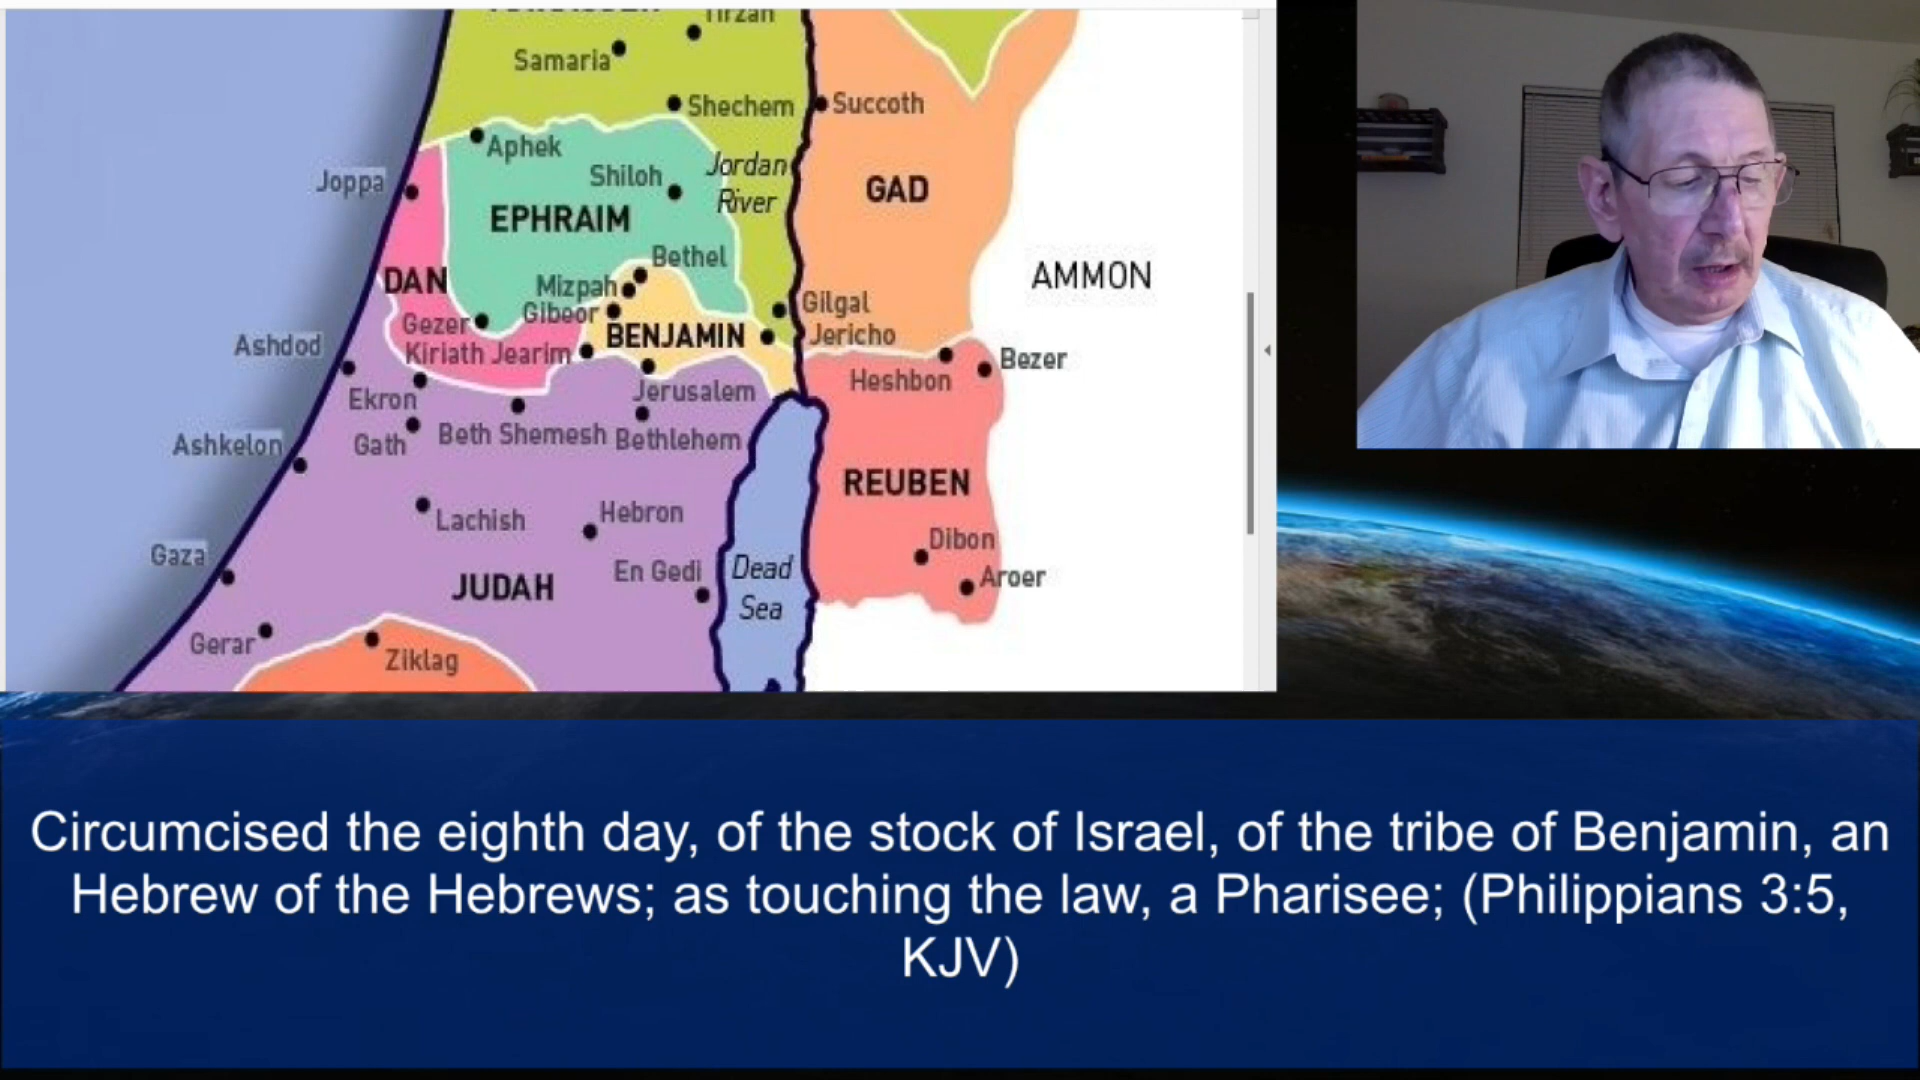 Tirzah
Samaria
Shechem
Succoth
Aphek
Jordan
River
Joppa
Shiloh
GAD
EPHRAIM
Bethel
AMMON
DAN
Mizpah
Gibeor
Gilgal
Gezer
BENJAMIN
Jericho
Ashdod
Kiriath Jearim
Bezer
Heshbon
Jerusalem
Ekron
Ashkelon
Gath
Beth Shemesh
Bethlehem
REUBEN
Lachish
Hebron
Gaza
Dibon
En Gedi
Dead
Sea
Aroer
JUDAH
Gerar
Ziklag
Circumcised the eighth day, of the stock of Israel, of the tribe of Benjamin, an
Hebrew of the Hebrews; as touching the law, a Pharisee; (Philippians 3:5,
KJV)